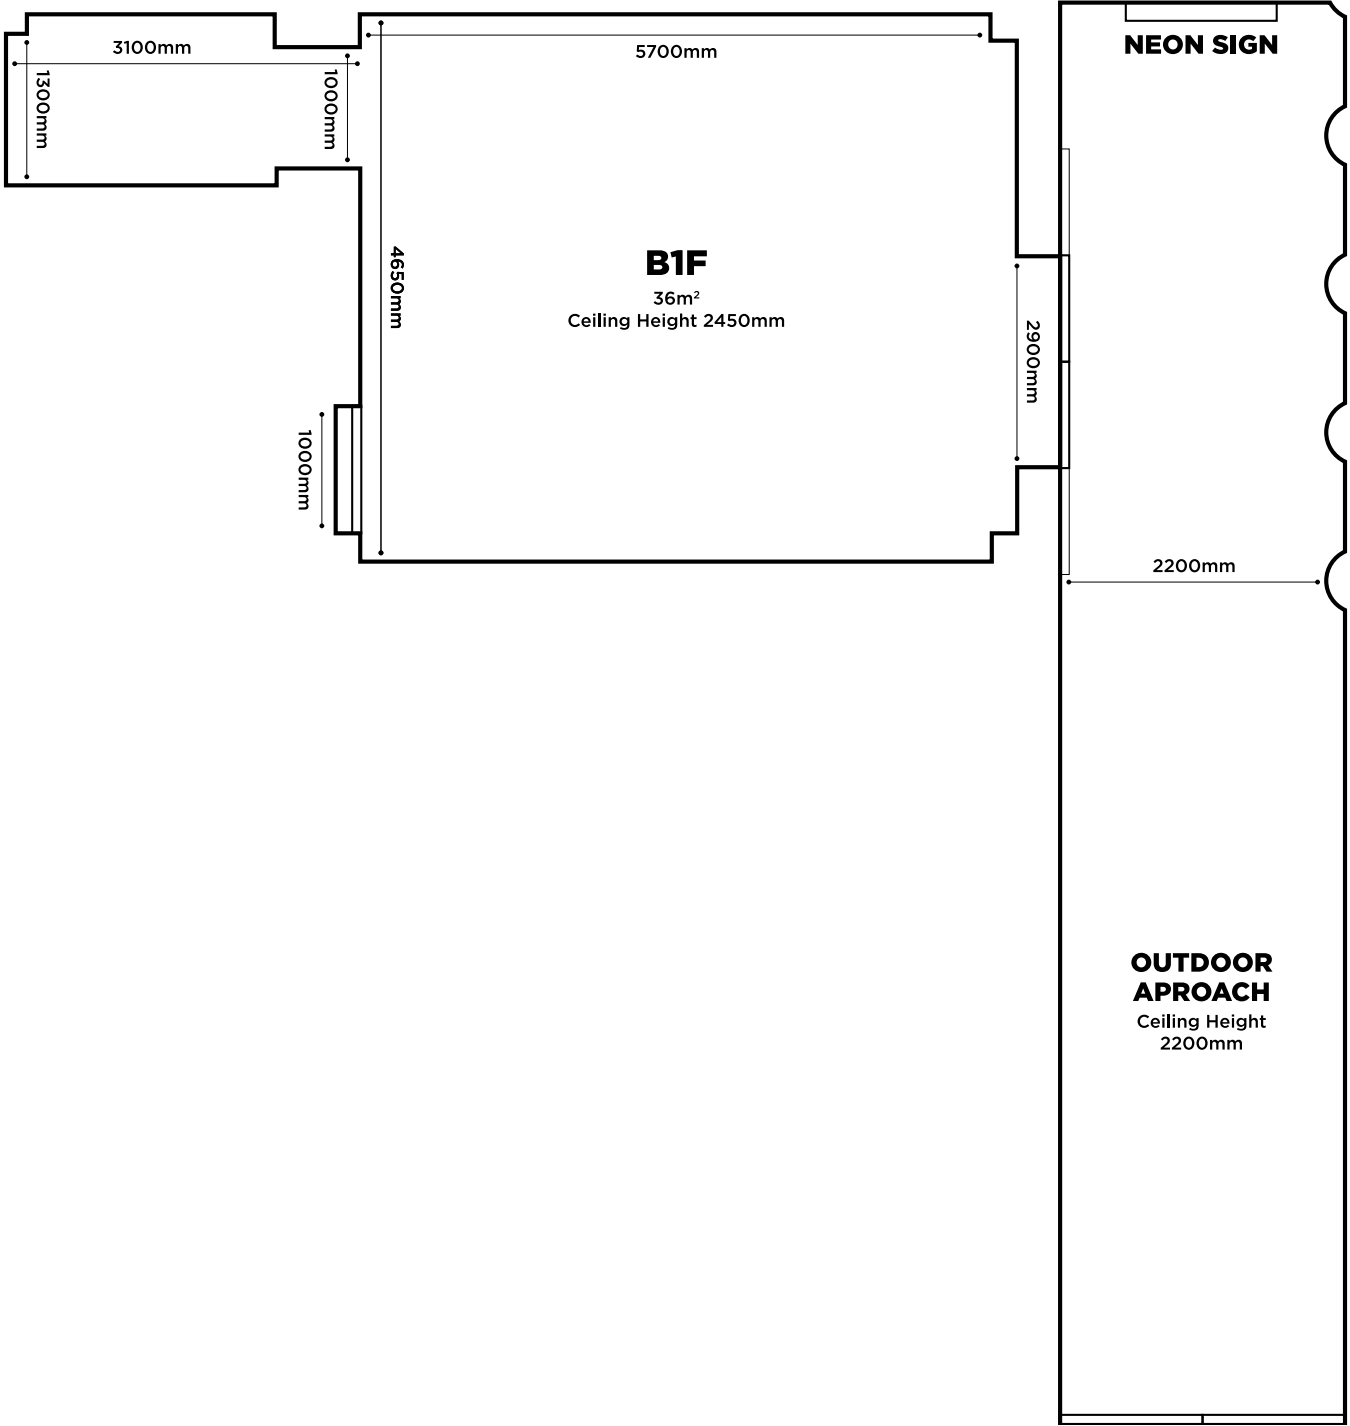 NEON SIGN
3100mm
5700mm
1300mm
1000mm
4650mm
B1F
36m²
Ceiling Height 2450mm
2900mm
1000mm
2200mm
OUTDOOR
APROACH
Ceiling Height
2200mm